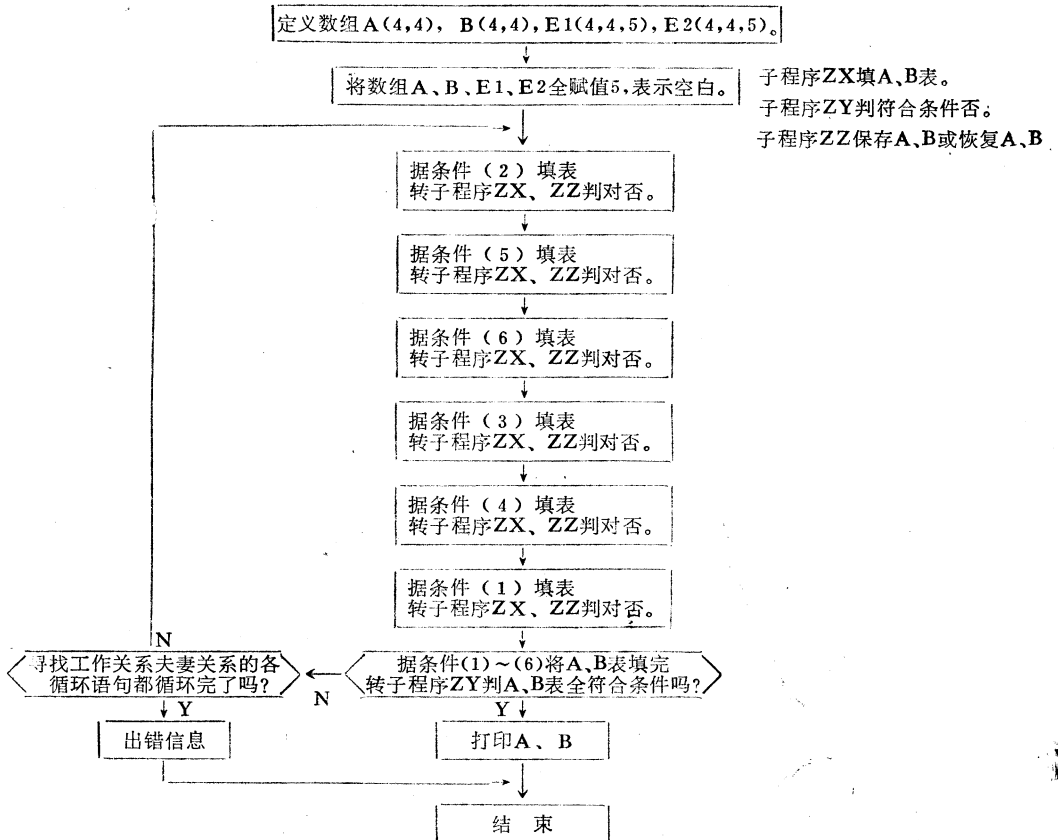 定义数组A(4,4), B(4,4),E1(4,4,5),E2(4,4,5)。
将数组A、B、E1、E2全赋值5,表示空白。
子程序ZX填A、B表。
子程序ZY判符合条件否。
子程序ZZ保存A、B或恢复A、B
据条件(2)填表
转子程序ZX、ZZ判对否。
据条件(5)填表
转子程序ZX、ZZ判对否。
据条件(6)填表
转子程序ZX、ZZ判对否。
据条件(3)填表
转子程序ZX、ZZ判对否。
据条件(4)填表
转子程序ZX、ZZ判对否。
据条件(1)填表
转子程序ZX、ZZ判对否。
N
寻找工作关系夫妻关系的各
循环语句都循环完了吗?
N
据条件(1)~(6)将A、B表填完
转子程序ZY判A、B表全符合条件吗?
Y
Y
出错信息
打印A、B
结 束